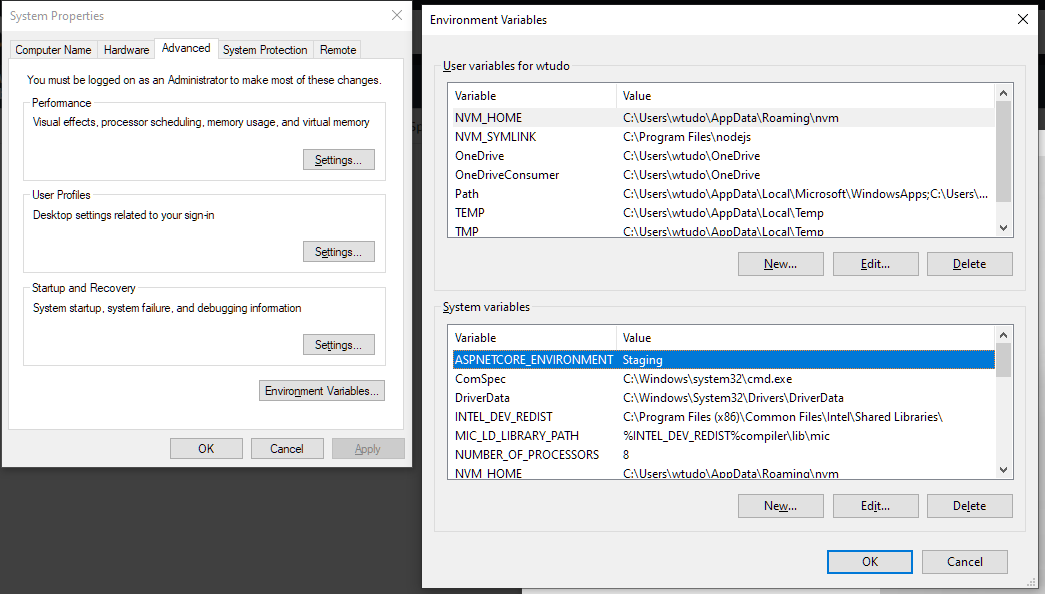 System Properties
Computer Name Hardware Advanced System Protection Remote
You must be logged on as an Administrator to make most of these changes.
Performance
Visual effects, processor scheduling, memory usage, and virtual memory
Settings...
User Profiles
Desktop settings related to your sign-in
Settings...
Startup and Recovery
System startup, system failure, and debugging information
Settings...
Environment Variables...
OK Cancel Apply
Environment Variables
User variables for wtudo
Variable Value
NVM_HOME C:\Users\wtudo\AppData\Roaming\nvm
NVM_SYMLINK C:\Program Files\nodejs
OneDrive C:\Users\wtudo\OneDrive
OneDriveConsumer C:\Users\wtudo\OneDrive
Path C:\Users\wtudo\AppData\Local\Microsoft\WindowsApps;C:\Users\...
TEMP C:\Users\wtudo\AppData\Local\Temp
TMP C:\Users\wtudo\AppData\Local\Temp
New... Edit... Delete
System variables
Variable Value
ASPNETCORE_ENVIRONMENT Staging
ComSpec C:\Windows\system32\cmd.exe
DriverData C:\Windows\System32\Drivers\DriverData
INTEL_DEV_REDIST C:\Program Files (x86)\Common Files\Intel\Shared Libraries\
MIC_LD_LIBRARY_PATH %INTEL_DEV_REDIST%compiler\lib\mic
NUMBER_OF_PROCESSORS 8
NVM_HOME C:\Users\wtudo\AppData\Roaming\nvm
New... Edit... Delete
OK Cancel